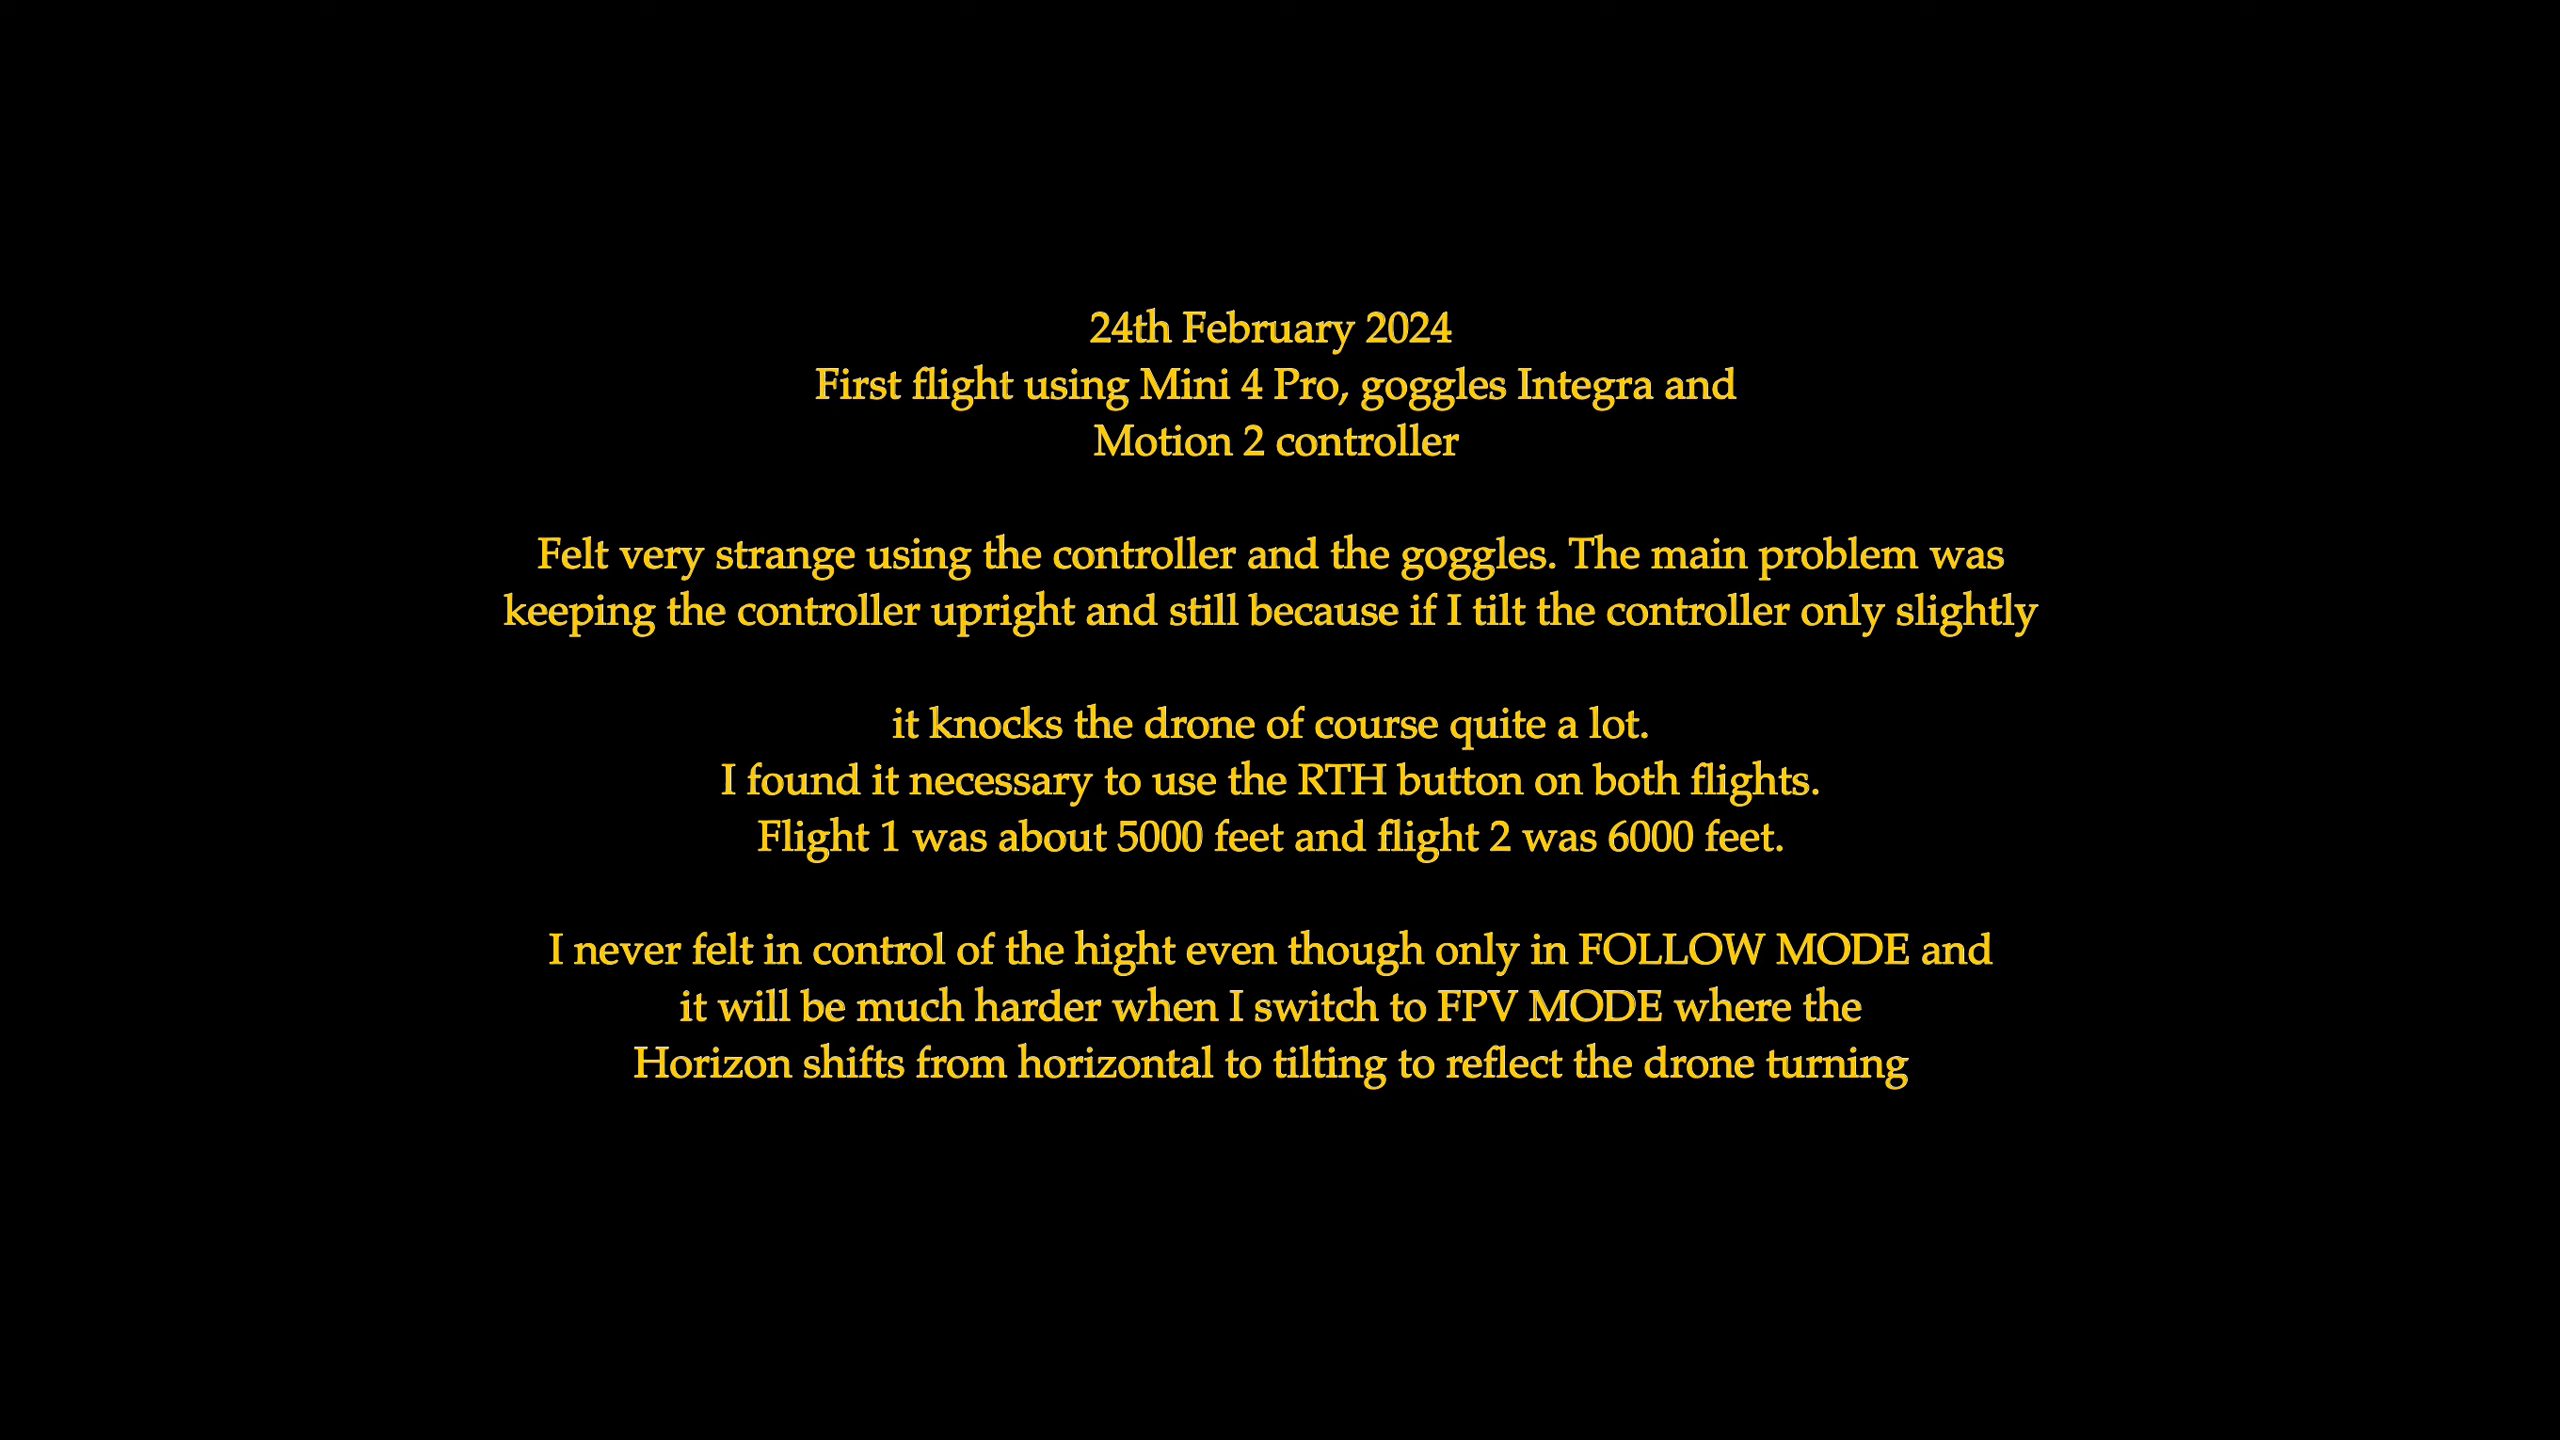 24th February 2024
First flight using Mini 4 Pro, goggles Integra and
Motion 2 controller
Felt very strange using the controller and the goggles. The main problem was
keeping the controller upright and still because if I tilt the controller only slightly
it knocks the drone of course quite a lot.
I found it necessary to use the RTH button on both flights.
Flight 1 was about 5000 feet and flight 2 was 6000 feet.
I never felt in control of the hight even though only in FOLLOW MODE and
it will be much harder when I switch to FPV MODE where the
Horizon shifts from horizontal to tilting to reflect the drone turning